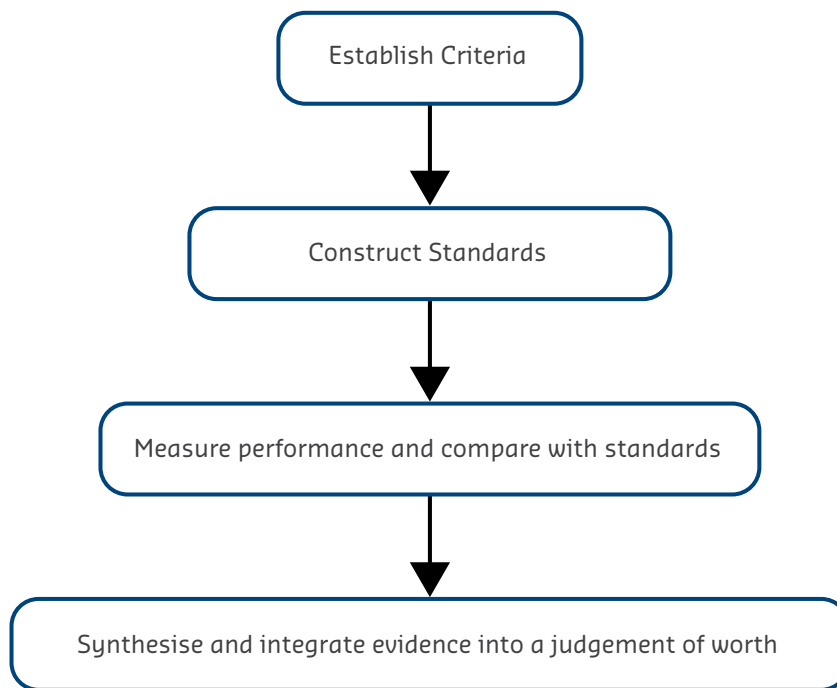 Establish Criteria
Construct Standards
Measure performance and compare with standards
Synthesise and integrate evidence into a judgement of worth